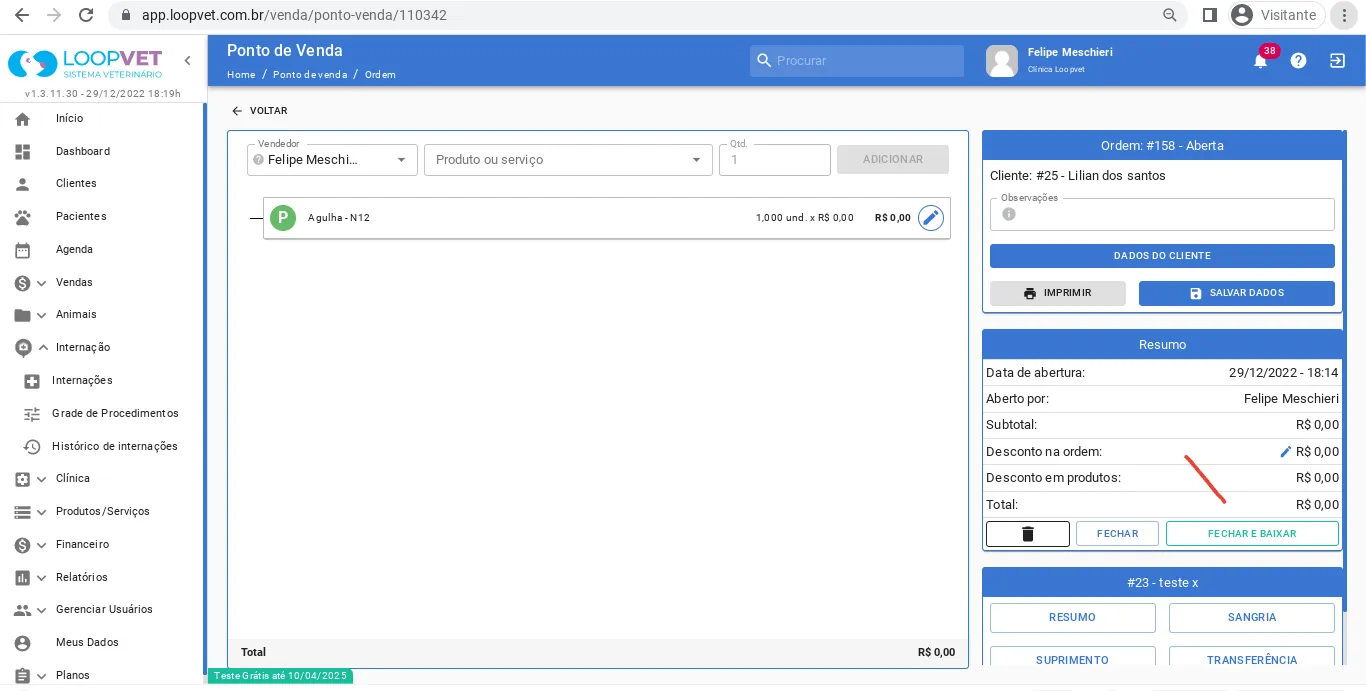 app.loopvet.com.br/venda/ponto-venda/110342
Visitante
LOOPVET
SISTEMA VETERINÁRIO
v1.3.11.30 - 29/12/2022 18:19h
Início
Dashboard
Clientes
Pacientes
Agenda
Vendas
Animais
Internação
Internações
Grade de Procedimentos
Histórico de internações
Clínica
Produtos/Serviços
Financeiro
Relatórios
Gerenciar Usuários
Meus Dados
Planos
Ponto de Venda
Home / Ponto de venda / Ordem
Procurar
Felipe Meschieri
Clínica Loopvet
38
VOLTAR
Vendedor
Felipe Meschi...
Produto ou serviço
Qtd.
1
ADICIONAR
P
Agulha - N12
1,000 und. x R$ 0,00
R$ 0,00
Total
R$ 0,00
Teste Grátis até 10/04/2025
Ordem: #158 - Aberta
Cliente: #25 - Lilian dos santos
Observações
DADOS DO CLIENTE
IMPRIMIR
SALVAR DADOS
Resumo
Data de abertura: 29/12/2022 - 18:14
Aberto por: Felipe Meschieri
Subtotal: R$ 0,00
Desconto na ordem: R$ 0,00
Desconto em produtos: R$ 0,00
Total: R$ 0,00
FECHAR
FECHAR E BAIXAR
#23 - teste x
RESUMO
SANGRIA
SUPRIMENTO
TRANSFERÊNCIA